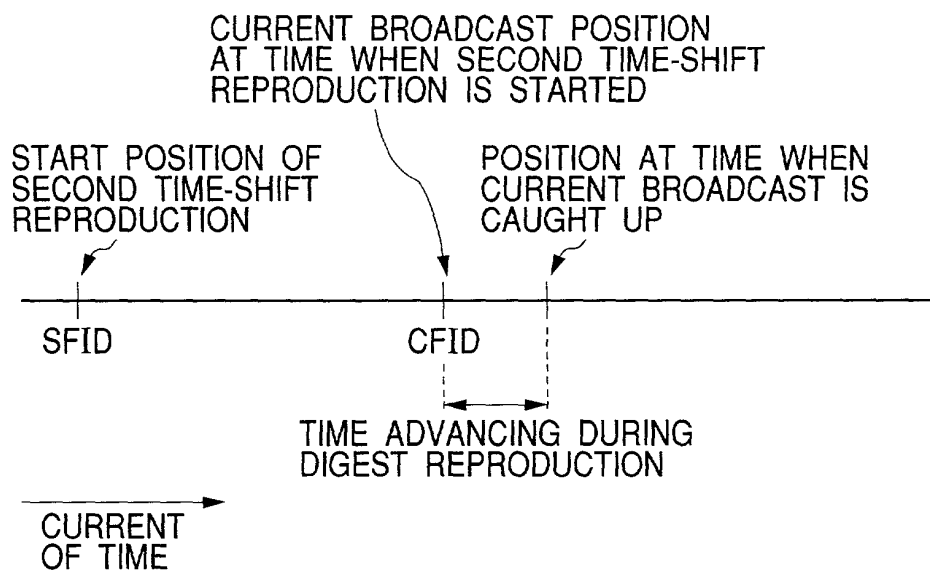 CURRENT BROADCAST POSITION
AT TIME WHEN SECOND TIME-SHIFT
REPRODUCTION IS STARTED
START POSITION OF
SECOND TIME-SHIFT
REPRODUCTION
POSITION AT TIME WHEN
CURRENT BROADCAST IS
CAUGHT UP
SFID
CFID
TIME ADVANCING DURING
DIGEST REPRODUCTION
CURRENT
OF TIME